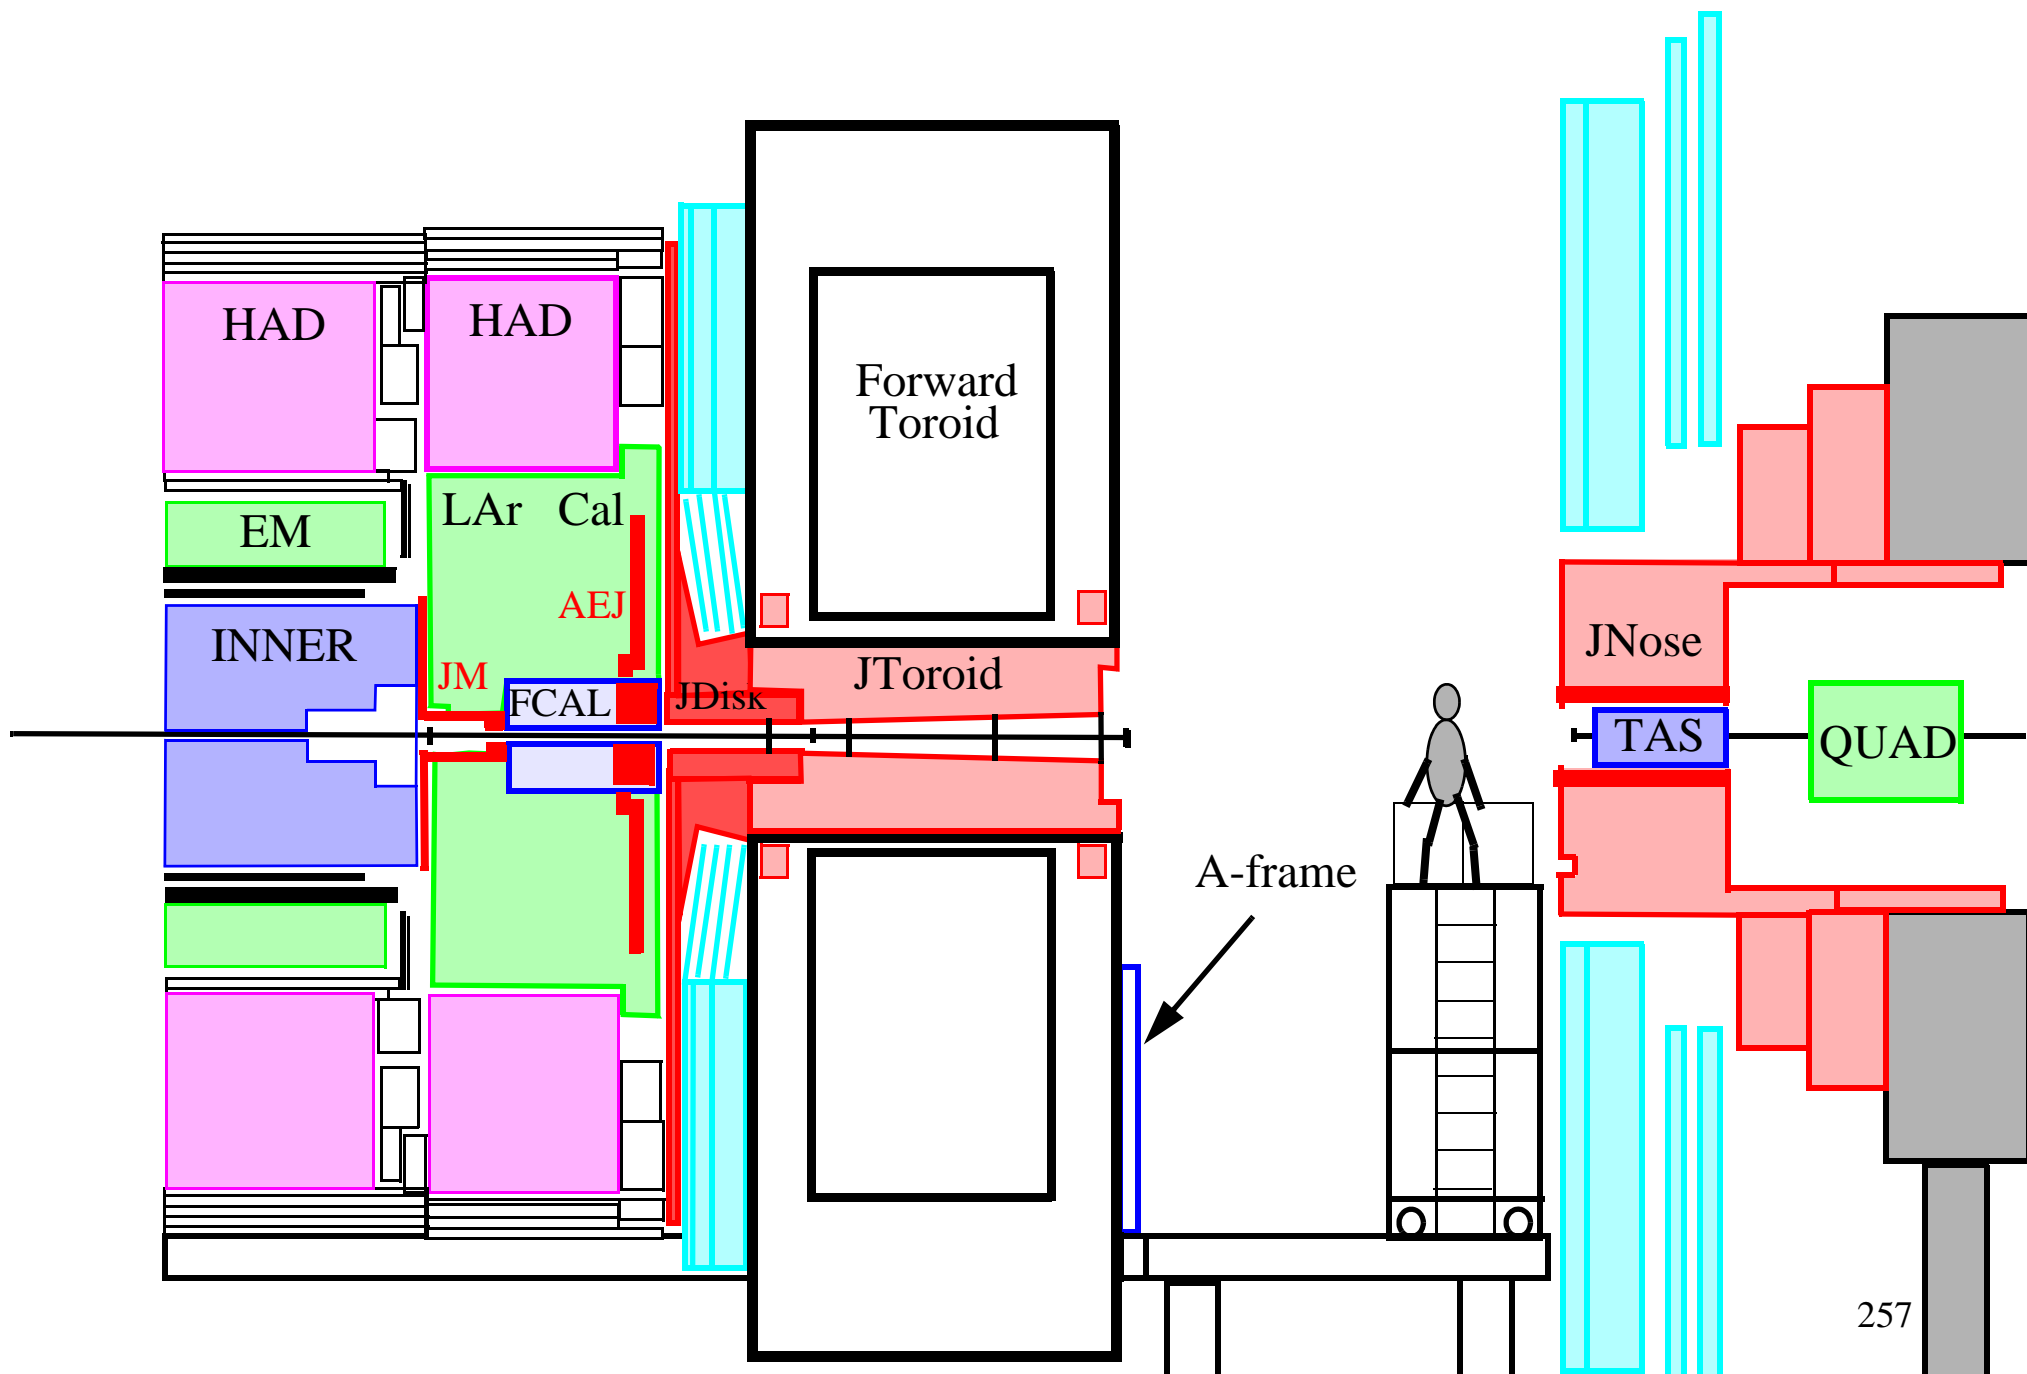 HAD
HAD
Forward
Toroid
LAr Cal
EM
AEJ
INNER
JM
FCAL
JDisk
JToroid
JNose
TAS
QUAD
A-frame
257